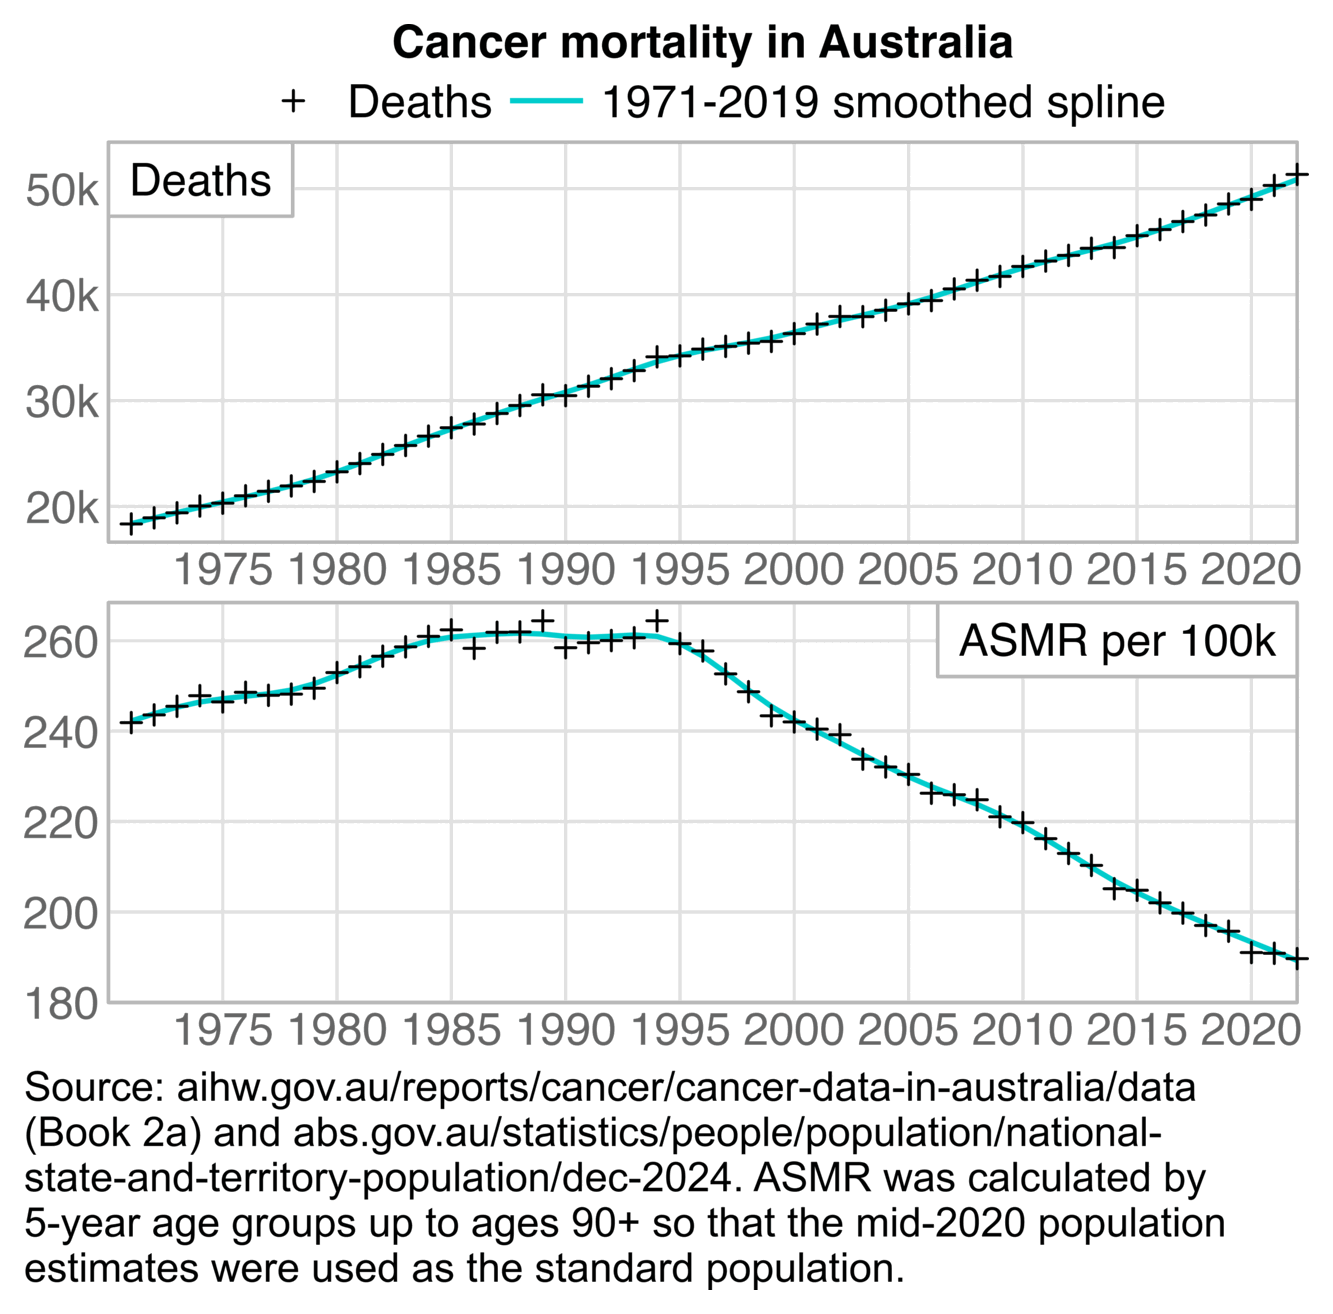 Cancer mortality in Australia
Deaths 1971-2019 smoothed spline
Deaths
50k
40k
30k
20k
1975 1980 1985 1990 1995 2000 2005 2010 2015 2020
ASMR per 100k
260
240
220
200
180
1975 1980 1985 1990 1995 2000 2005 2010 2015 2020
Source: aihw.gov.au/reports/cancer/cancer-data-in-australia/data
(Book 2a) and abs.gov.au/statistics/people/population/national-
state-and-territory-population/dec-2024. ASMR was calculated by
5-year age groups up to ages 90+ so that the mid-2020 population
estimates were used as the standard population.